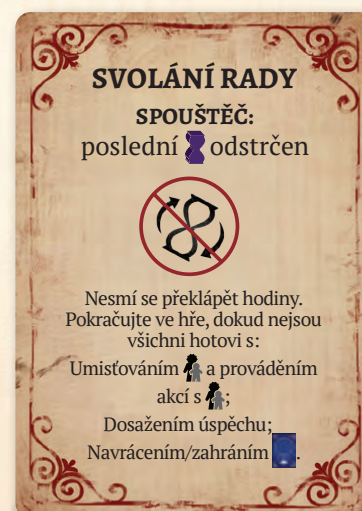 SVOLÁNÍ RADY
SPOUŠTĚČ:
poslední odstrčen
Nesmí se překlápět hodiny.
Pokračujte ve hře, dokud nejsou
všichni hotovi s:
Umisťováním a prováděním
akcí s ;
Dosažením úspěchu;
Navrácením/zahráním .